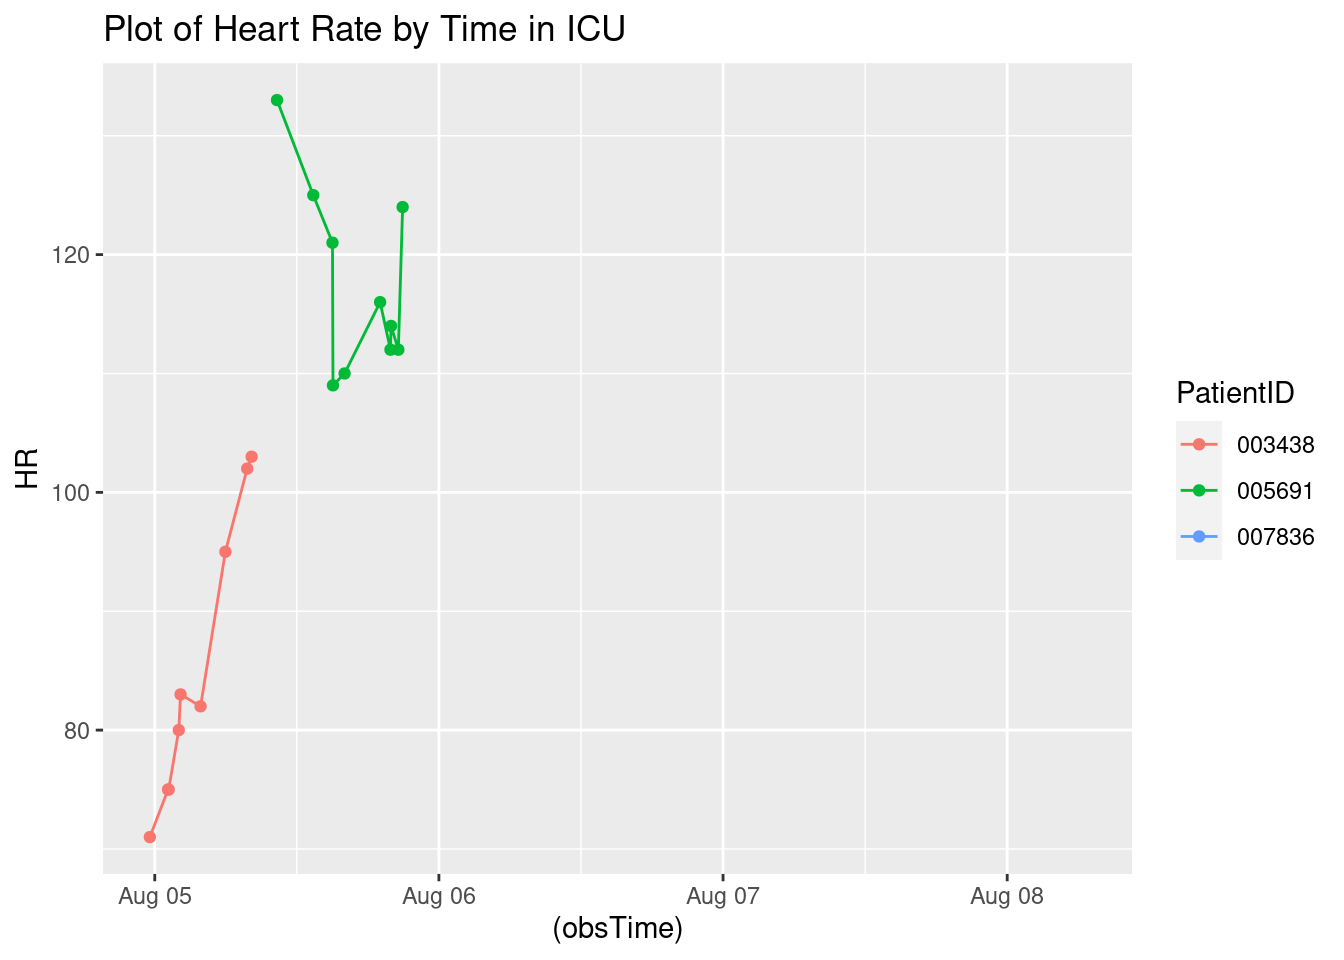 Plot of Heart Rate by Time in ICU
120
100
80
HR
Aug 05
Aug 06
Aug 07
Aug 08
(obsTime)
PatientID
003438
005691
007836